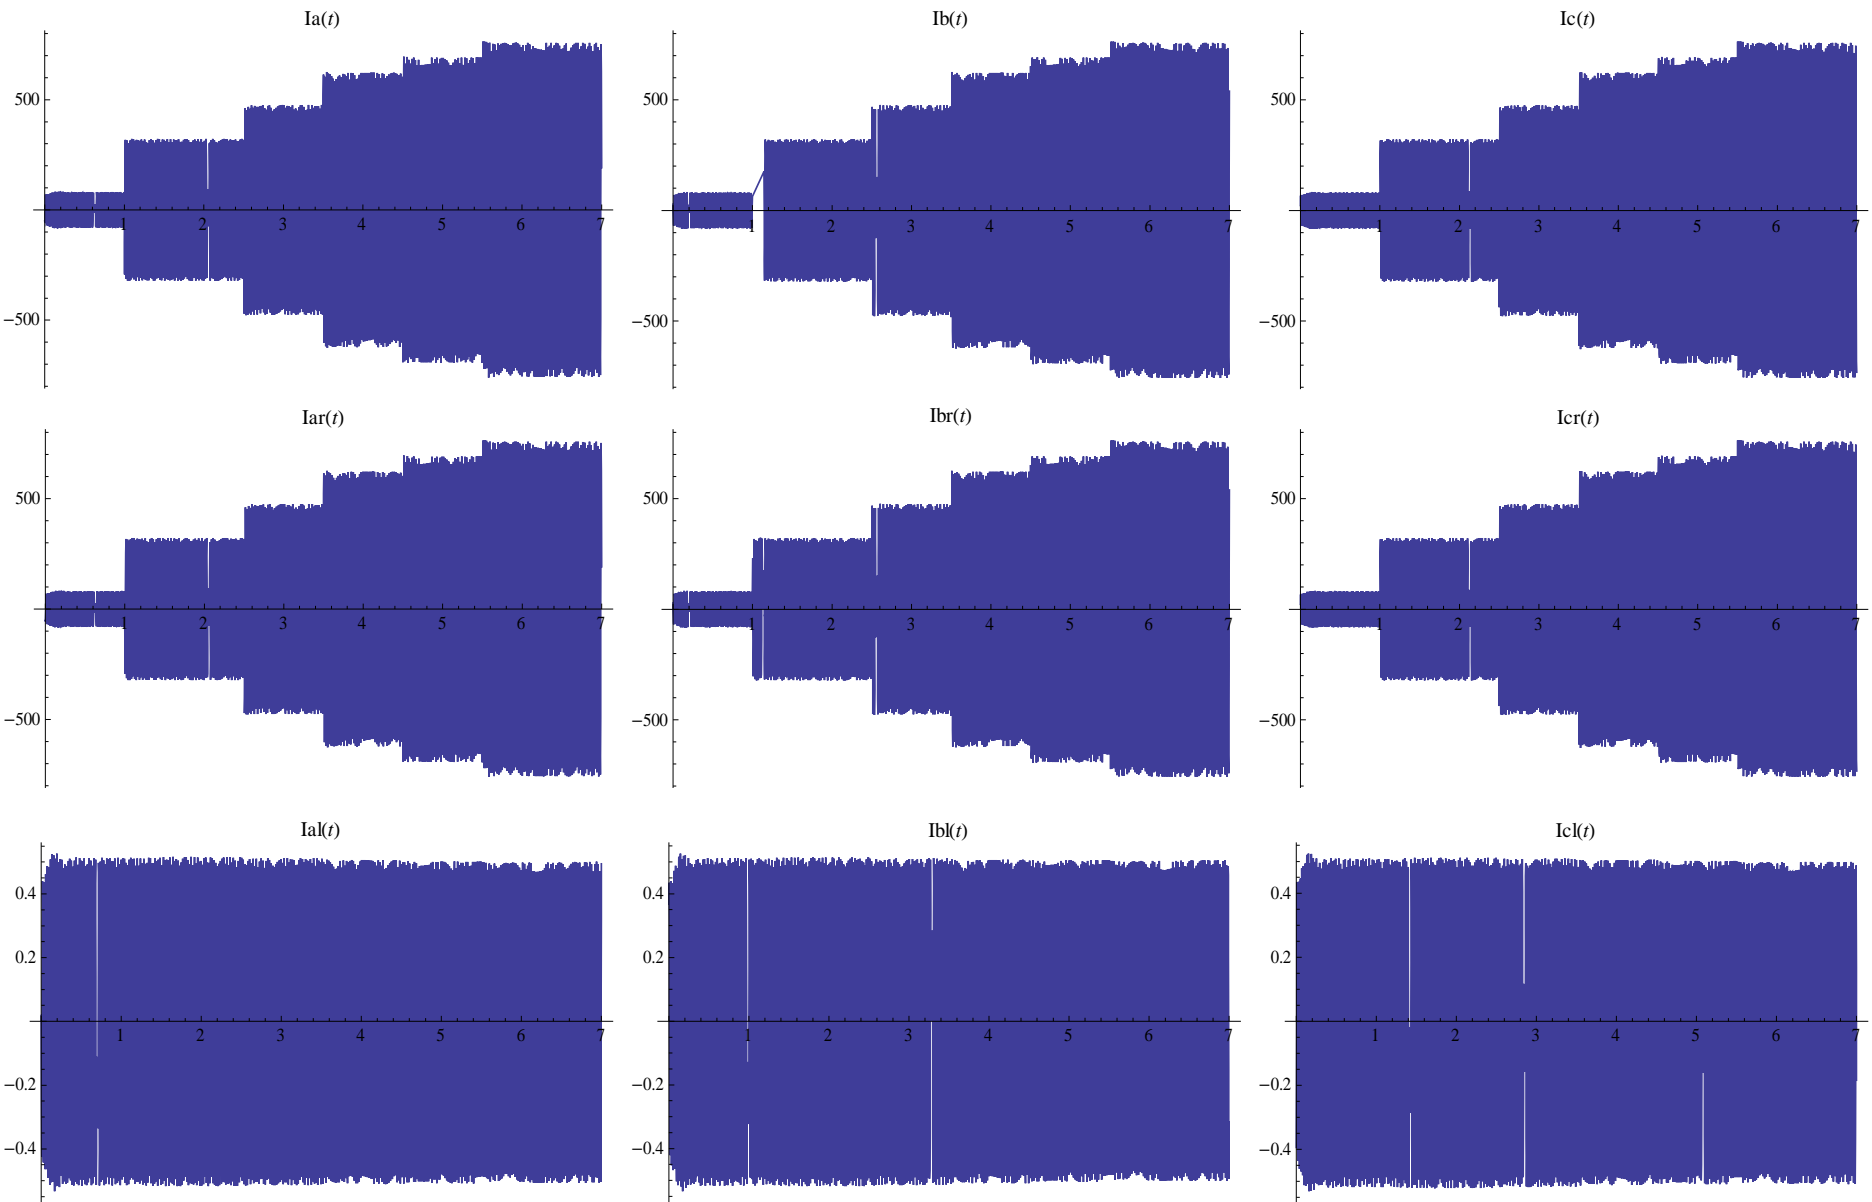 Ia(t) Ib(t) Ic(t)
500 500 500
1 2 3 4 5 6 7 1 2 3 4 5 6 7 1 2 3 4 5 6 7
−500 −500 −500
Iar(t) Ibr(t) Icr(t)
500 500 500
1 2 3 4 5 6 7 1 2 3 4 5 6 7 1 2 3 4 5 6 7
−500 −500 −500
Ial(t) Ibl(t) Icl(t)
0.4 0.4 0.4
0.2 0.2 0.2
1 2 3 4 5 6 7 1 2 3 4 5 6 7 1 2 3 4 5 6 7
−0.2 −0.2 −0.2
−0.4 −0.4 −0.4